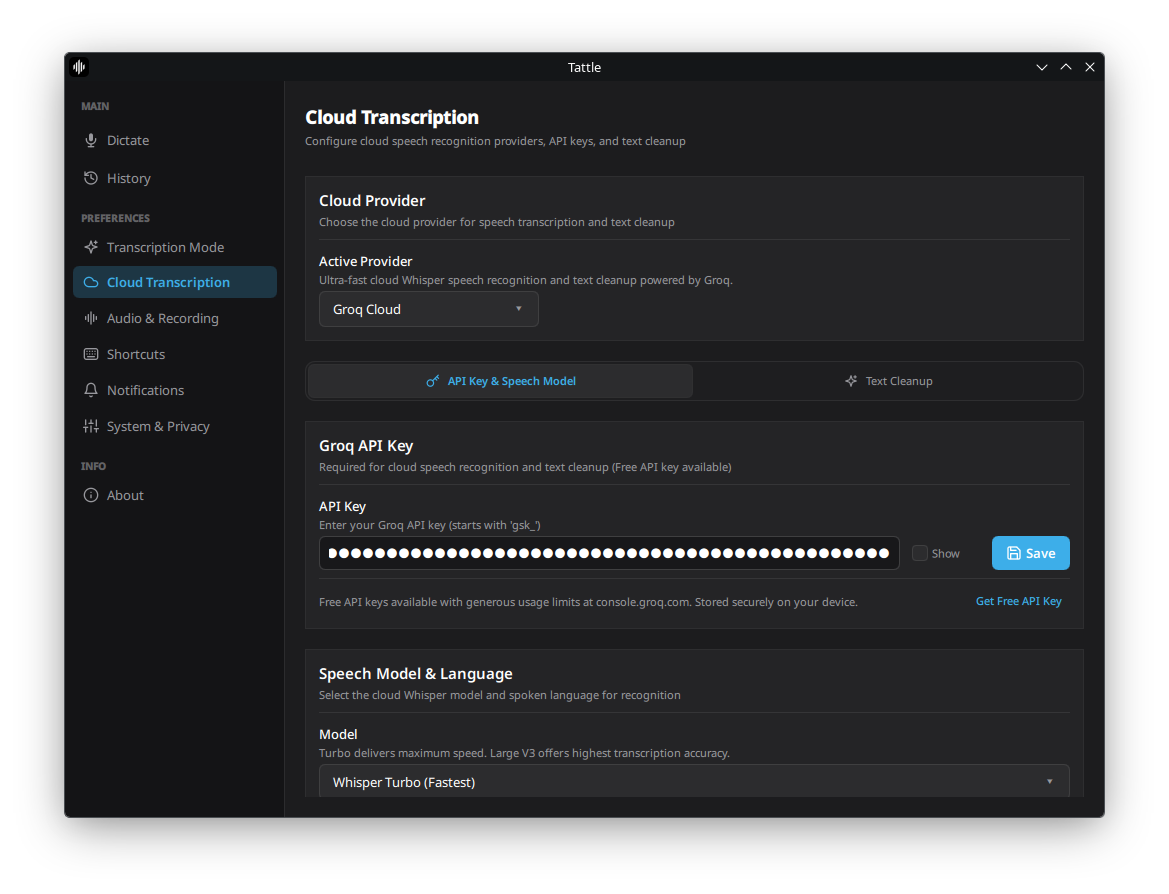 Tattle
MAIN
Dictate
History
PREFERENCES
Transcription Mode
Cloud Transcription
Audio & Recording
Shortcuts
Notifications
System & Privacy
INFO
About
Cloud Transcription
Configure cloud speech recognition providers, API keys, and text cleanup
Cloud Provider
Choose the cloud provider for speech transcription and text cleanup
Active Provider
Ultra-fast cloud Whisper speech recognition and text cleanup powered by Groq.
Groq Cloud
API Key & Speech Model
Text Cleanup
Groq API Key
Required for cloud speech recognition and text cleanup (Free API key available)
API Key
Enter your Groq API key (starts with 'gsk_')
Show
Save
Free API keys available with generous usage limits at console.groq.com. Stored securely on your device.
Get Free API Key
Speech Model & Language
Select the cloud Whisper model and spoken language for recognition
Model
Turbo delivers maximum speed. Large V3 offers highest transcription accuracy.
Whisper Turbo (Fastest)